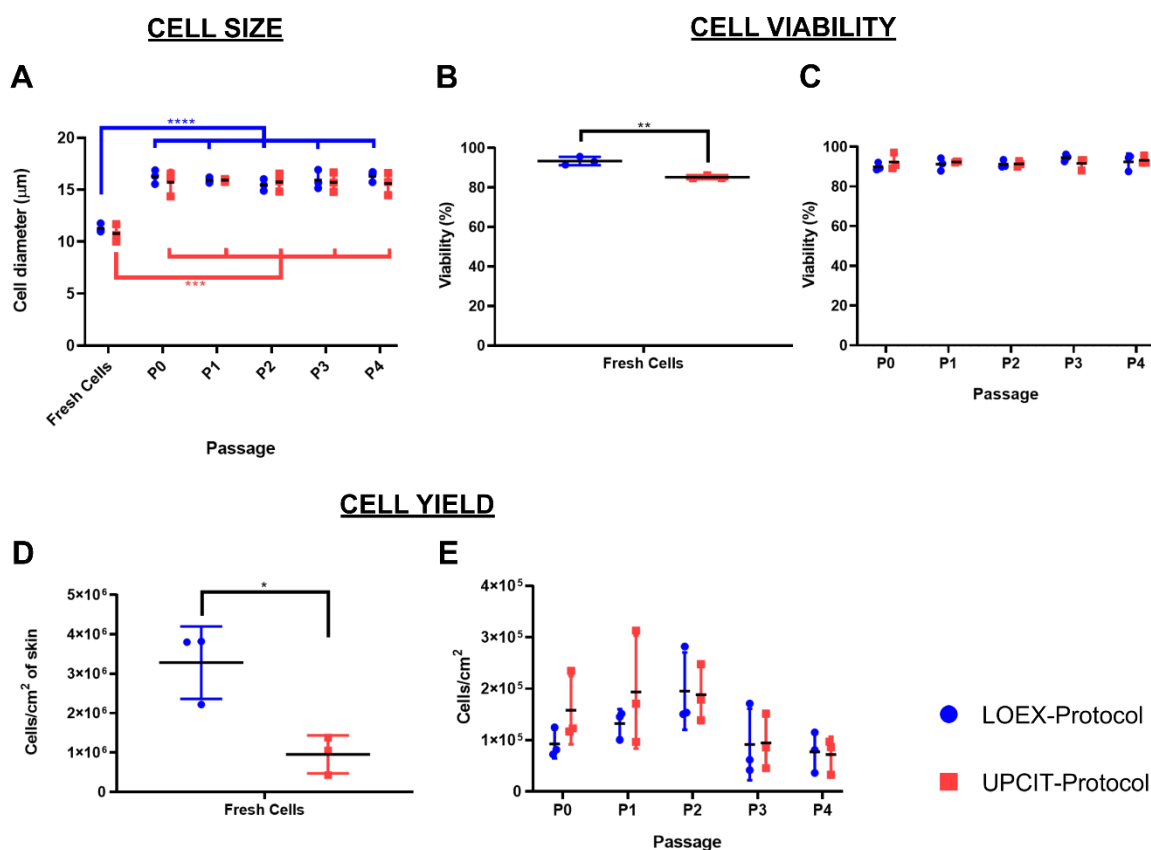 CELL SIZE
CELL VIABILITY
A
B
C
****
***
20
15
10
5
0
Cell diameter (μm)
Fresh Cells
P0
P1
P2
P3
P4
Passage
**
100
80
60
40
20
0
Viability (%)
Fresh Cells
100
80
60
40
20
0
Viability (%)
P0
P1
P2
P3
P4
Passage
CELL YIELD
D
E
*
5×10⁶
4×10⁶
3×10⁶
2×10⁶
1×10⁶
0
Cells/cm² of skin
Fresh Cells
4×10⁵
3×10⁵
2×10⁵
1×10⁵
0
Cells/cm²
P0
P1
P2
P3
P4
Passage
LOEX-Protocol
UPCIT-Protocol